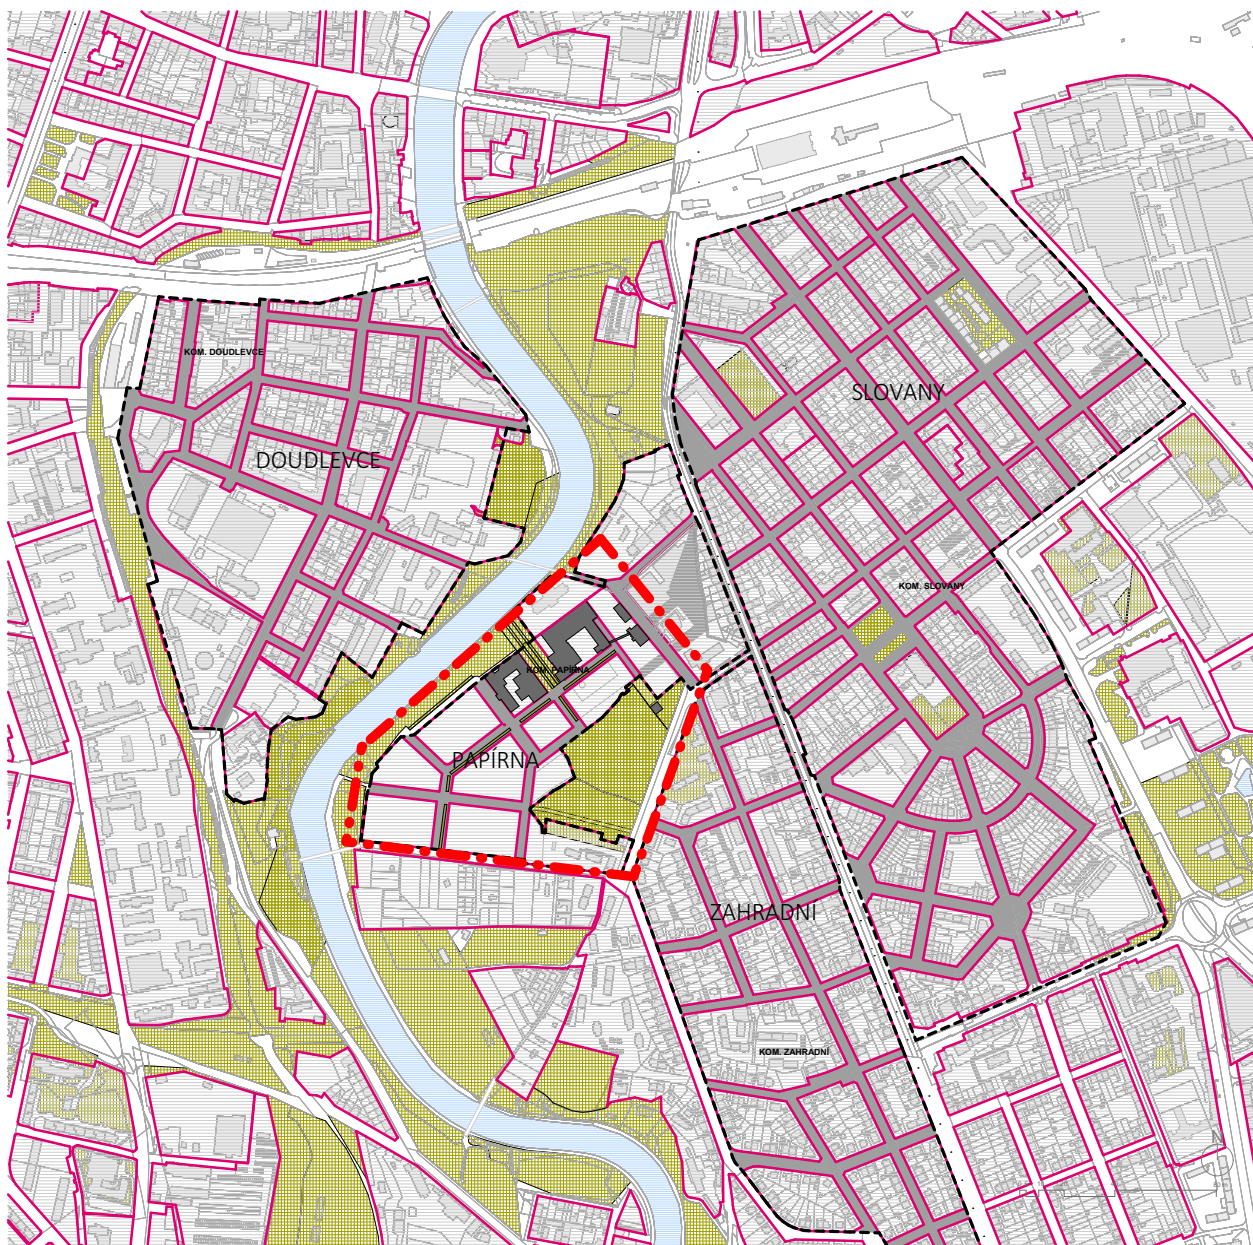 KOM. DOUDLEVCE
SLOVANY
DOUDLEVCE
KOM. SLOVANY
KOM. PAPÍRNA
PAPÍRNA
ZAHRADNÍ
KOM. ZAHRADNÍ
N